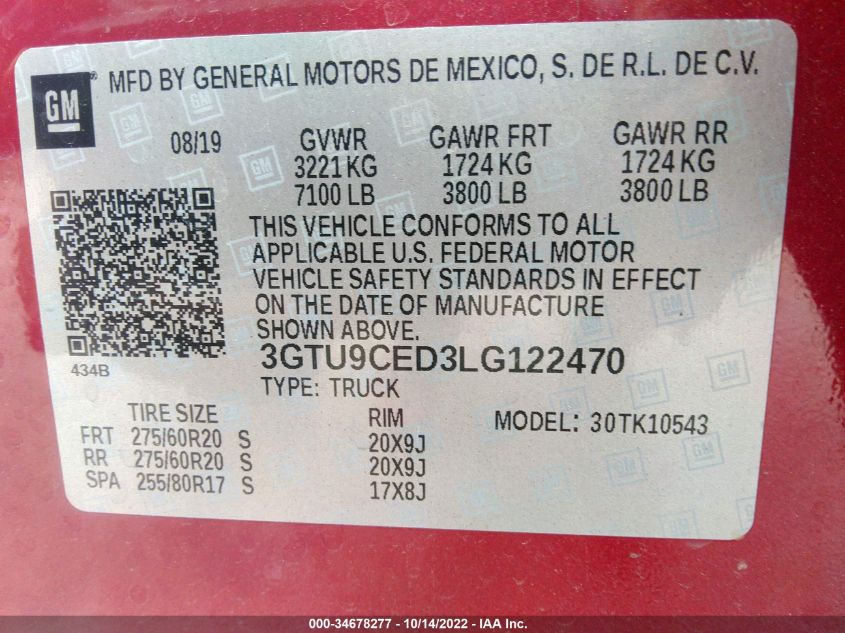 GM ® MFD BY GENERAL MOTORS DE MEXICO, S. DE R.L. DE C.V.
08/19 GVWR GAWR FRT GAWR RR
3221 KG 1724 KG 1724 KG
7100 LB 3800 LB 3800 LB
THIS VEHICLE CONFORMS TO ALL
APPLICABLE U.S. FEDERAL MOTOR
VEHICLE SAFETY STANDARDS IN EFFECT
ON THE DATE OF MANUFACTURE
SHOWN ABOVE.
434B 3GTU9CED3LG122470
TYPE: TRUCK
TIRE SIZE RIM MODEL: 30TK10543
FRT 275/60R20 S 20X9J
RR 275/60R20 S 20X9J
SPA 255/80R17 S 17X8J
000-34678277 - 10/14/2022 - IAA Inc.